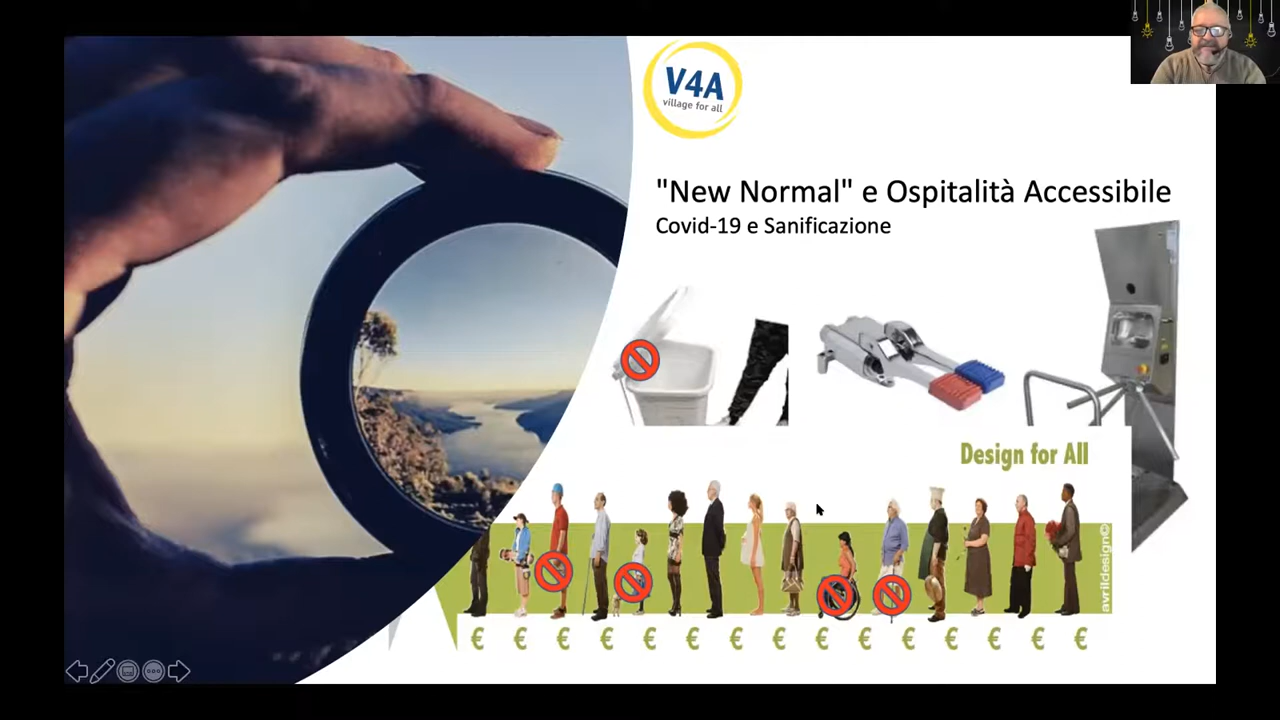 V4A
village for all
"New Normal" e Ospitalità Accessibile
Covid-19 e Sanificazione
Design for All
avrildesign©
€ € € € € € € € € € € € € € €